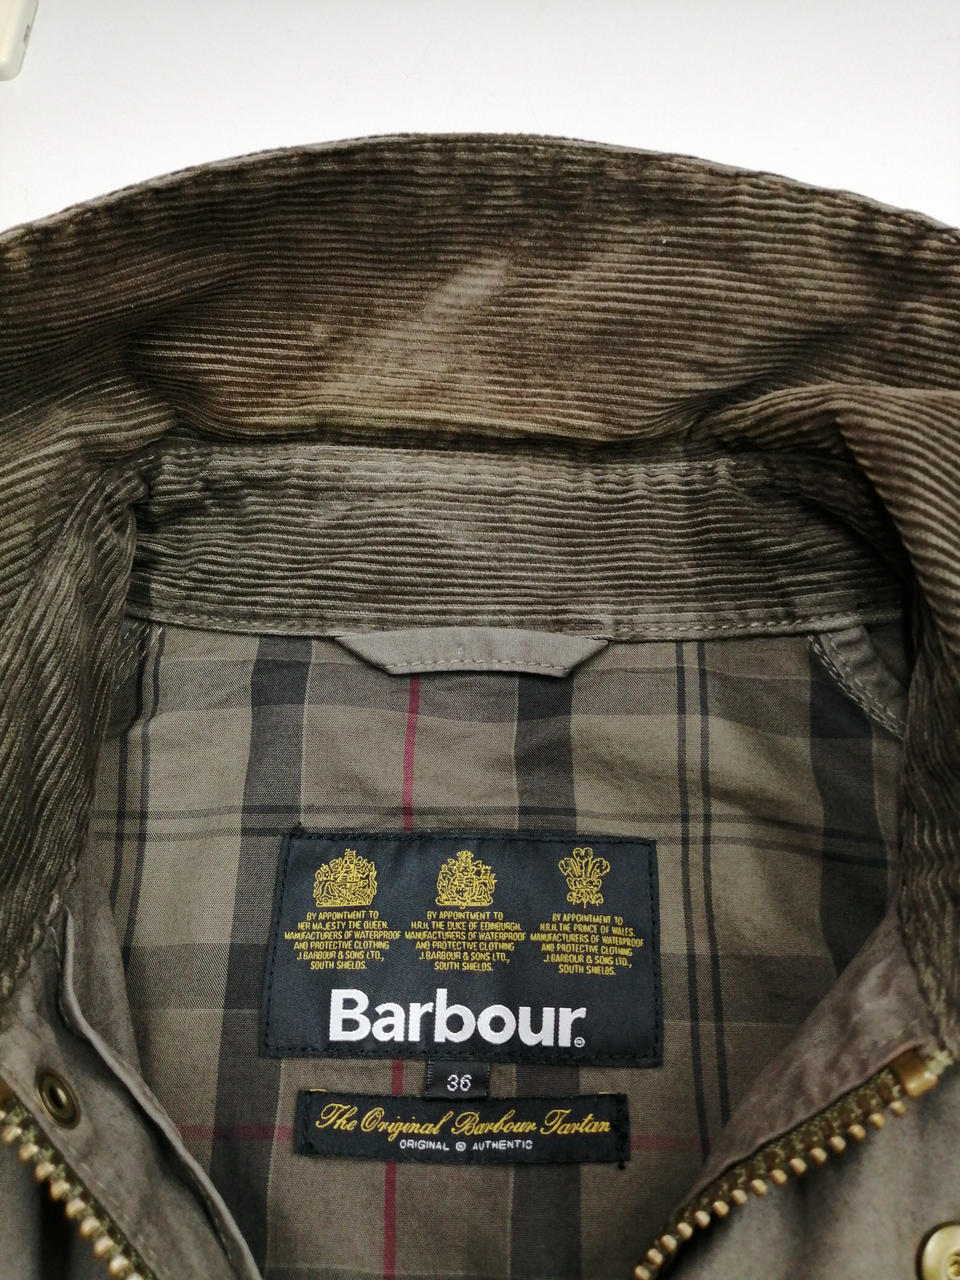 BY APPOINTMENT TO
HER MAJESTY THE QUEEN.
MANUFACTURERS OF WATERPROOF
AND PROTECTIVE CLOTHING
J. BARBOUR & SONS LTD.,
SOUTH SHIELDS.
BY APPOINTMENT TO
H.R.H. THE DUKE OF EDINBURGH.
MANUFACTURERS OF WATERPROOF
AND PROTECTIVE CLOTHING
J. BARBOUR & SONS LTD.,
SOUTH SHIELDS.
BY APPOINTMENT TO
H.R.H. THE PRINCE OF WALES.
MANUFACTURERS OF WATERPROOF
AND PROTECTIVE CLOTHING
J. BARBOUR & SONS LTD.,
SOUTH SHIELDS.
Barbour®
36
The Original Barbour Tartan
ORIGINAL ® AUTHENTIC